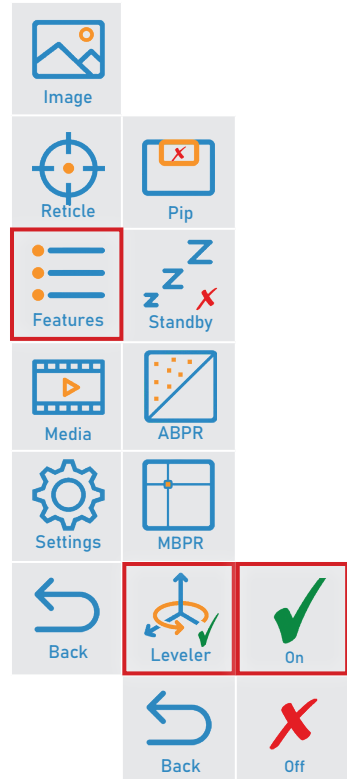 Image
Reticle
Pip
Features
Standby
Media
ABPR
Settings
MBPR
Back
Leveler
On
Back
Off